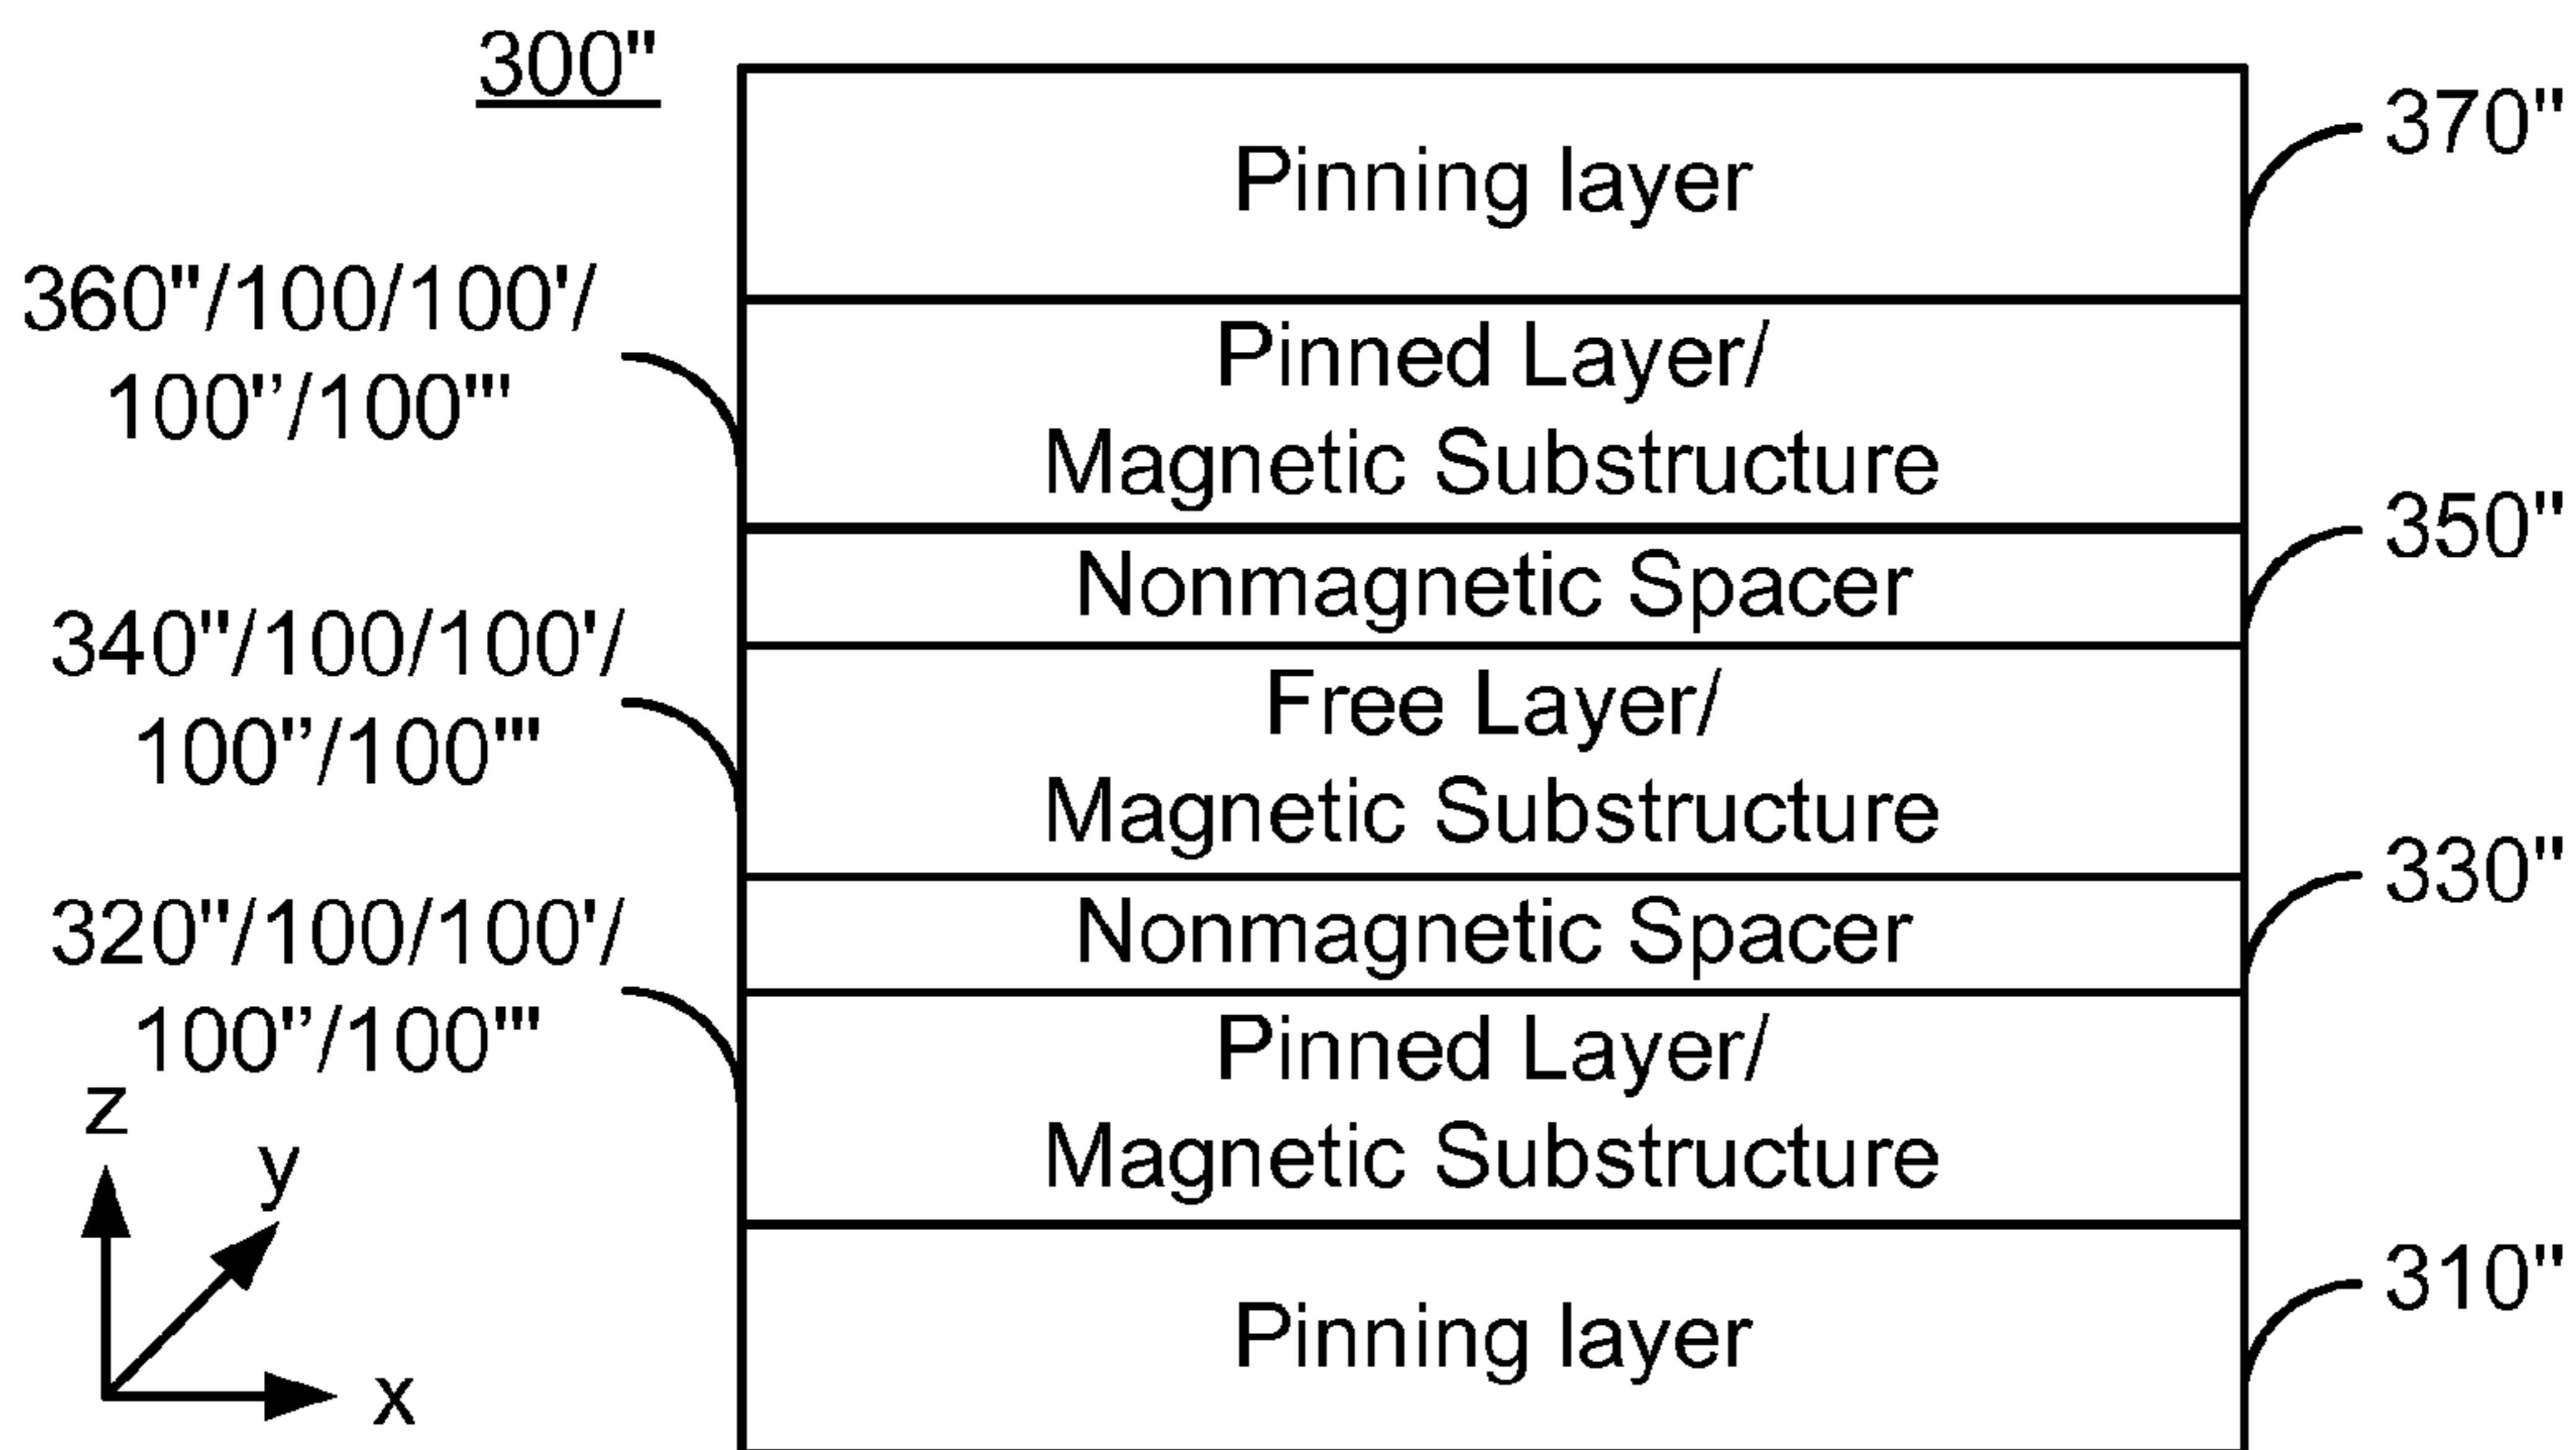 300"
370"
Pinning layer
360"/100/100'/
100"/100'"
Pinned Layer/
Magnetic Substructure
350"
Nonmagnetic Spacer
340"/100/100'/
100"/100'"
Free Layer/
Magnetic Substructure
330"
Nonmagnetic Spacer
320"/100/100'/
100"/100'"
Pinned Layer/
Magnetic Substructure
310"
Pinning layer
z
y
x